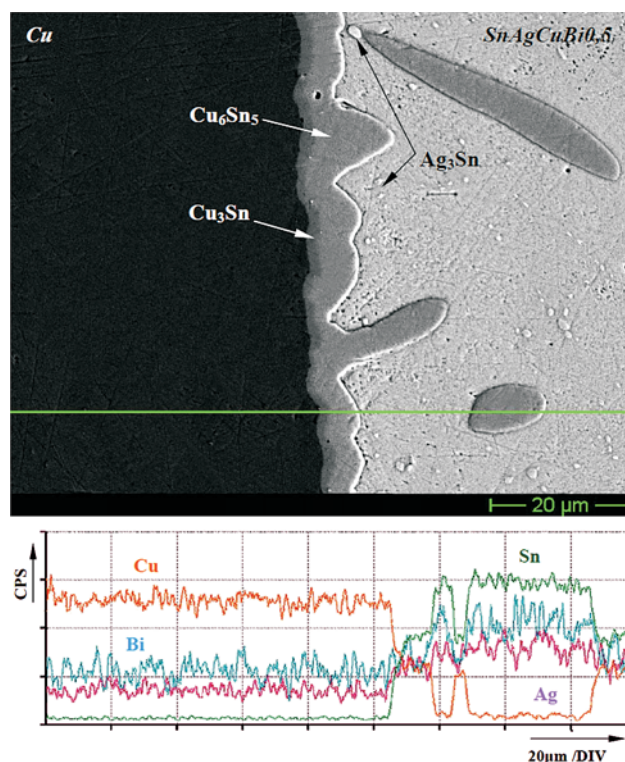 Cu
SnAgCuBi0,5
Cu₆Sn₅
Ag₃Sn
Cu₃Sn
20 µm
CPS
Cu
Sn
Bi
Ag
20µm /DIV